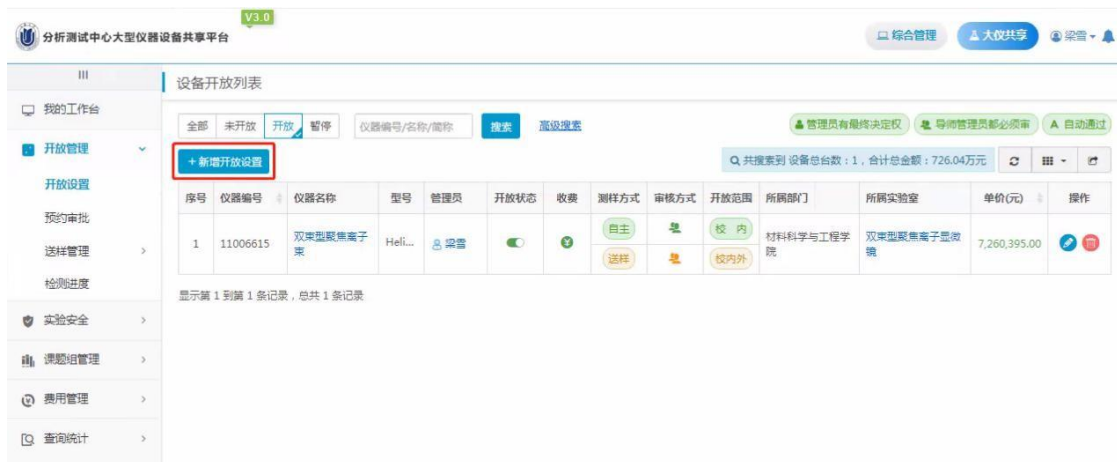 V3.0
分析测试中心大型仪器设备共享平台
综合管理 大仪共享 梁雪
我的工作台
开放管理
开放设置
预约审批
送样管理
检测进度
实验安全
课题组管理
费用管理
查询统计
设备开放列表
全部 未开放 开放 暂停 仪器编号/名称/简称 搜索 高级搜索 管理员有最终决定权 导师管理员都必须审 A 自动通过
+新增开放设置 共搜索到 设备总台数：1，合计总金额：726.04万元
序号 仪器编号 仪器名称 型号 管理员 开放状态 收费 测样方式 审核方式 开放范围 所属部门 所属实验室 单价(元) 操作
1 11006615 双束型聚焦离子束 Heli... 梁雪 自主 校 内 材料科学与工程学院 双束型聚焦离子显微镜 7,260,395.00
送样 校内外
显示第 1 到第 1 条记录，总共 1 条记录